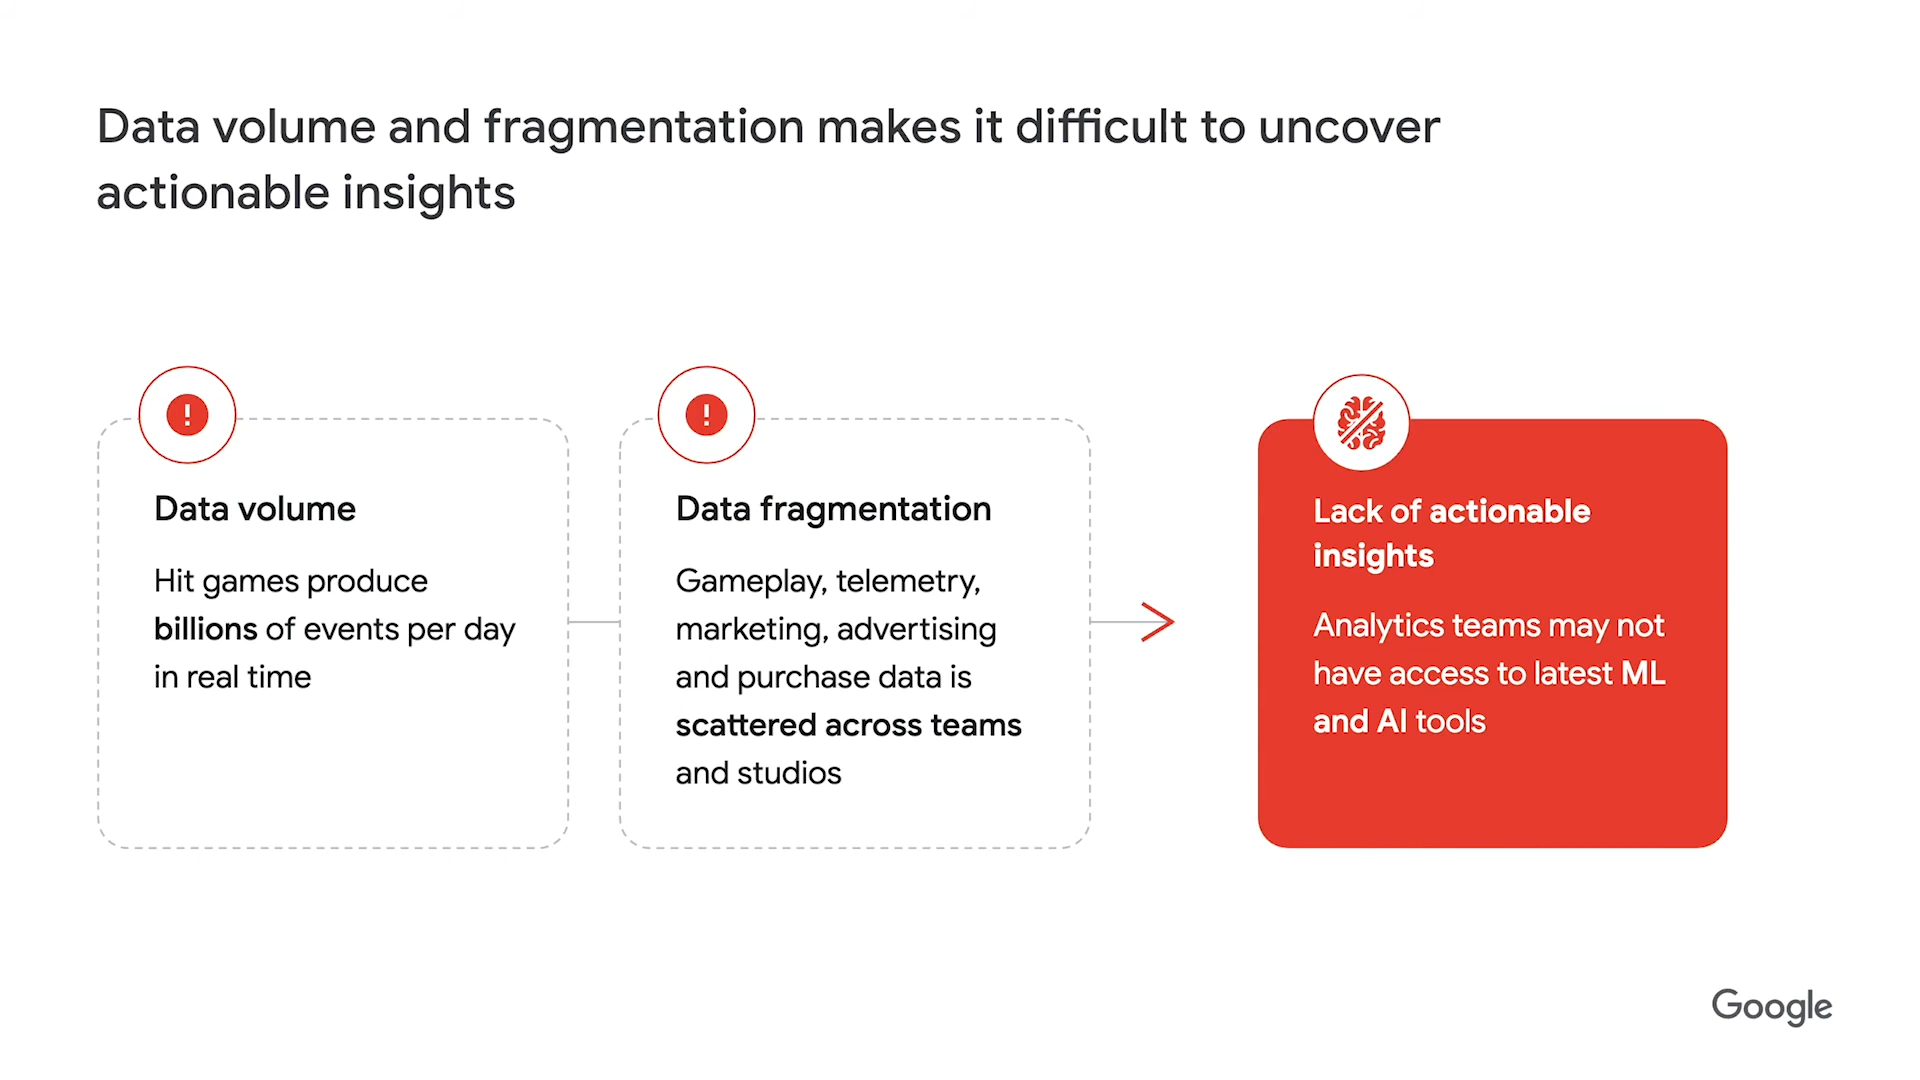 Data volume and fragmentation makes it difficult to uncover
actionable insights
Data volume
Hit games produce
billions of events per day
in real time
Data fragmentation
Gameplay, telemetry,
marketing, advertising
and purchase data is
scattered across teams
and studios
Lack of actionable
insights
Analytics teams may not
have access to latest ML
and AI tools
Google